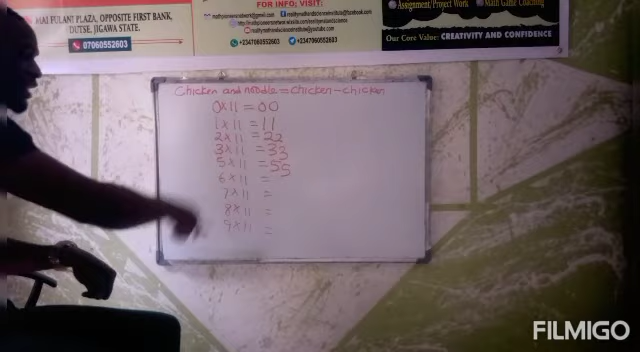 MAI FULANI PLAZA, OPPOSITE FIRST BANK,
DUTSE, JIGAWA STATE.
07060552603
INFO; VISIT:
+2347060552603
+2347060552603
Assignment/Project Work
Math Game Coaching
Our Core Value: CREATIVITY AND CONFIDENCE
Chicken and noodle = Chicken - chicken
0x11 = 00
1x11 = 11
2x11 = 22
3x11 = 33
5x11 = 55
6x11 =
7x11 =
8x11 =
9x11 =
FILMIGO